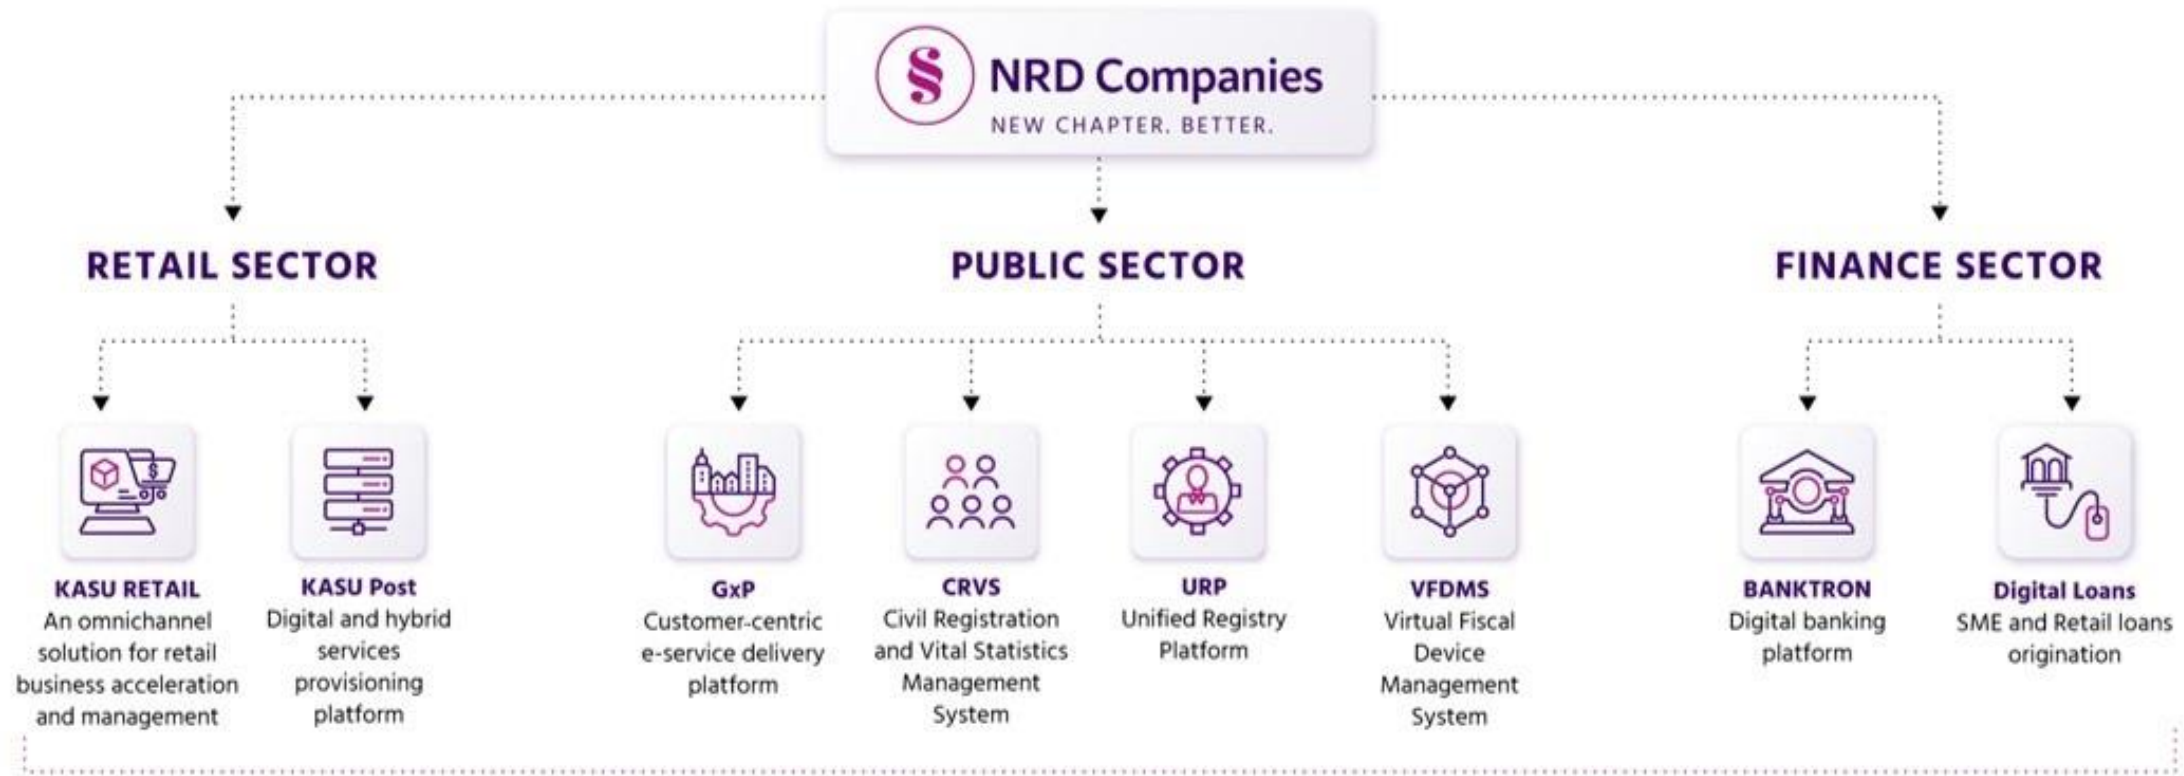 NRD Companies
NEW CHAPTER. BETTER.
RETAIL SECTOR
PUBLIC SECTOR
FINANCE SECTOR
KASU RETAIL
An omnichannel
solution for retail
business acceleration
and management
KASU Post
Digital and hybrid
services
provisioning
platform
GxP
Customer-centric
e-service delivery
platform
CRVS
Civil Registration
and Vital Statistics
Management
System
URP
Unified Registry
Platform
VFDMS
Virtual Fiscal
Device
Management
System
BANKTRON
Digital banking
platform
Digital Loans
SME and Retail loans
origination